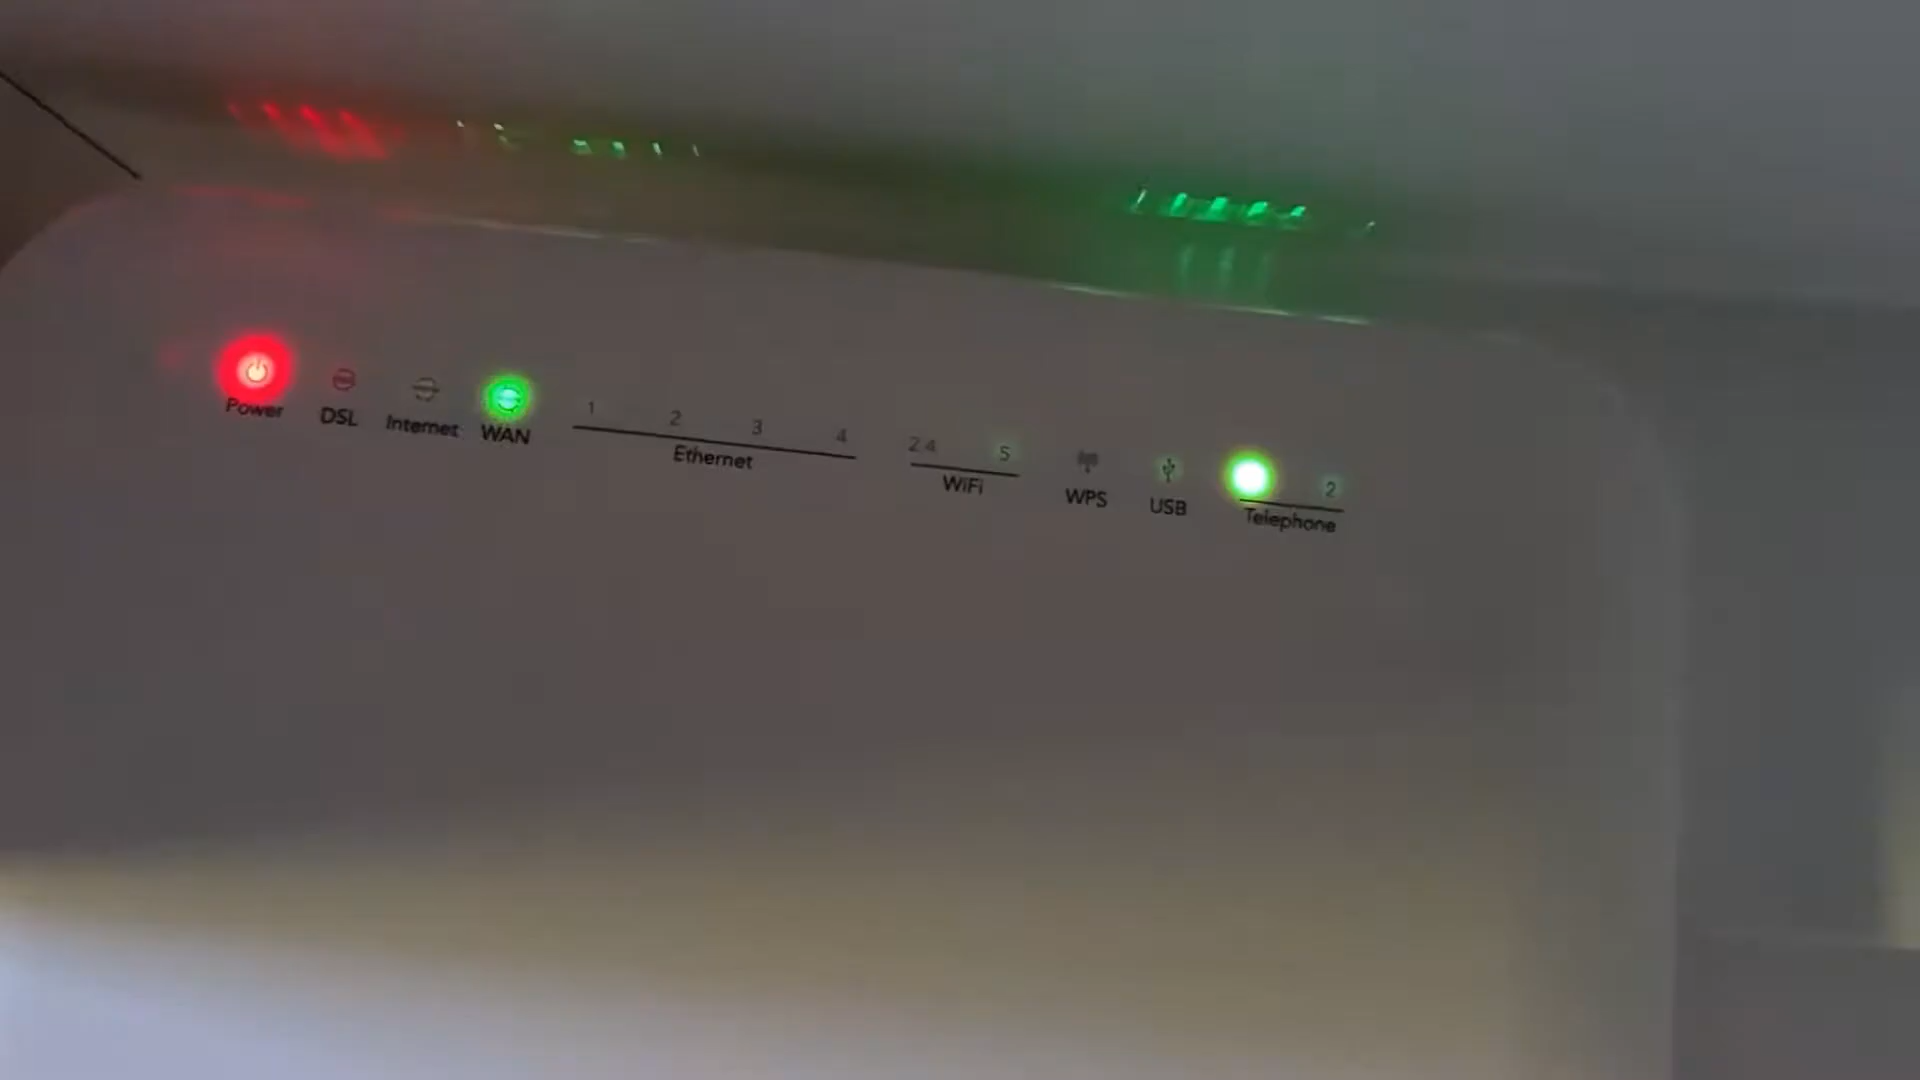 Power DSL Internet WAN 1 2 3 4 2.4 5 WPS USB 2
Ethernet WiFi Telephone